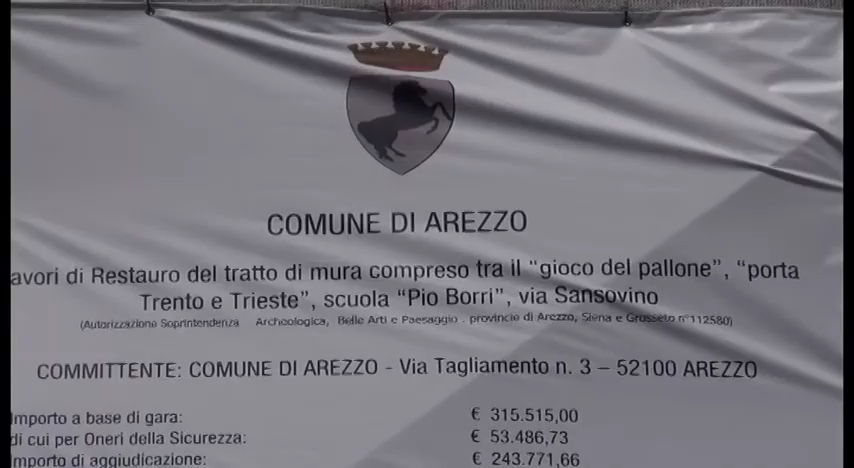 COMUNE DI AREZZO
avori di Restauro del tratto di mura compreso tra il "gioco del pallone", "porta
Trento e Trieste", scuola "Pio Borri", via Sansovino
(Autorizzazione Soprintendenza Archeologica, Belle Arti e Paesaggio . provincie di Arezzo, Siena e Grosseto n°112580)
COMMITTENTE: COMUNE DI AREZZO - Via Tagliamento n. 3 – 52100 AREZZO
Importo a base di gara: € 315.515,00
di cui per Oneri della Sicurezza: € 53.486,73
Importo di aggiudicazione: € 243.771,66